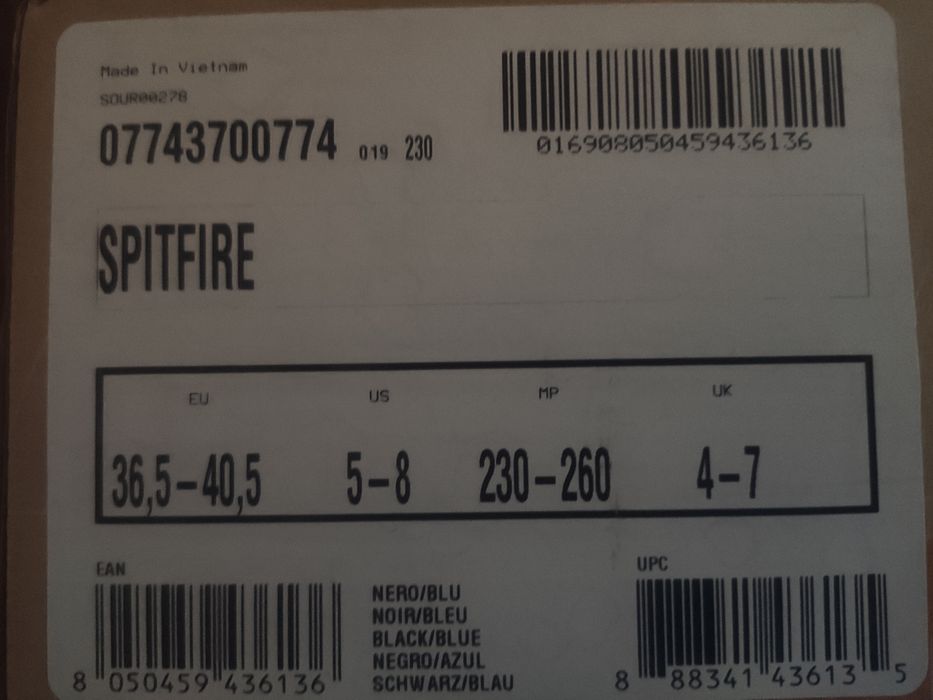 Made In Vietnam
SOUR00278
07743700774 019 230
016908050459436136
SPITFIRE
EU US MP UK
36,5-40,5 5-8 230-260 4-7
EAN
8 050459 436136
NERO/BLU
NOIR/BLEU
BLACK/BLUE
NEGRO/AZUL
SCHWARZ/BLAU
UPC
8 88341 43613 5